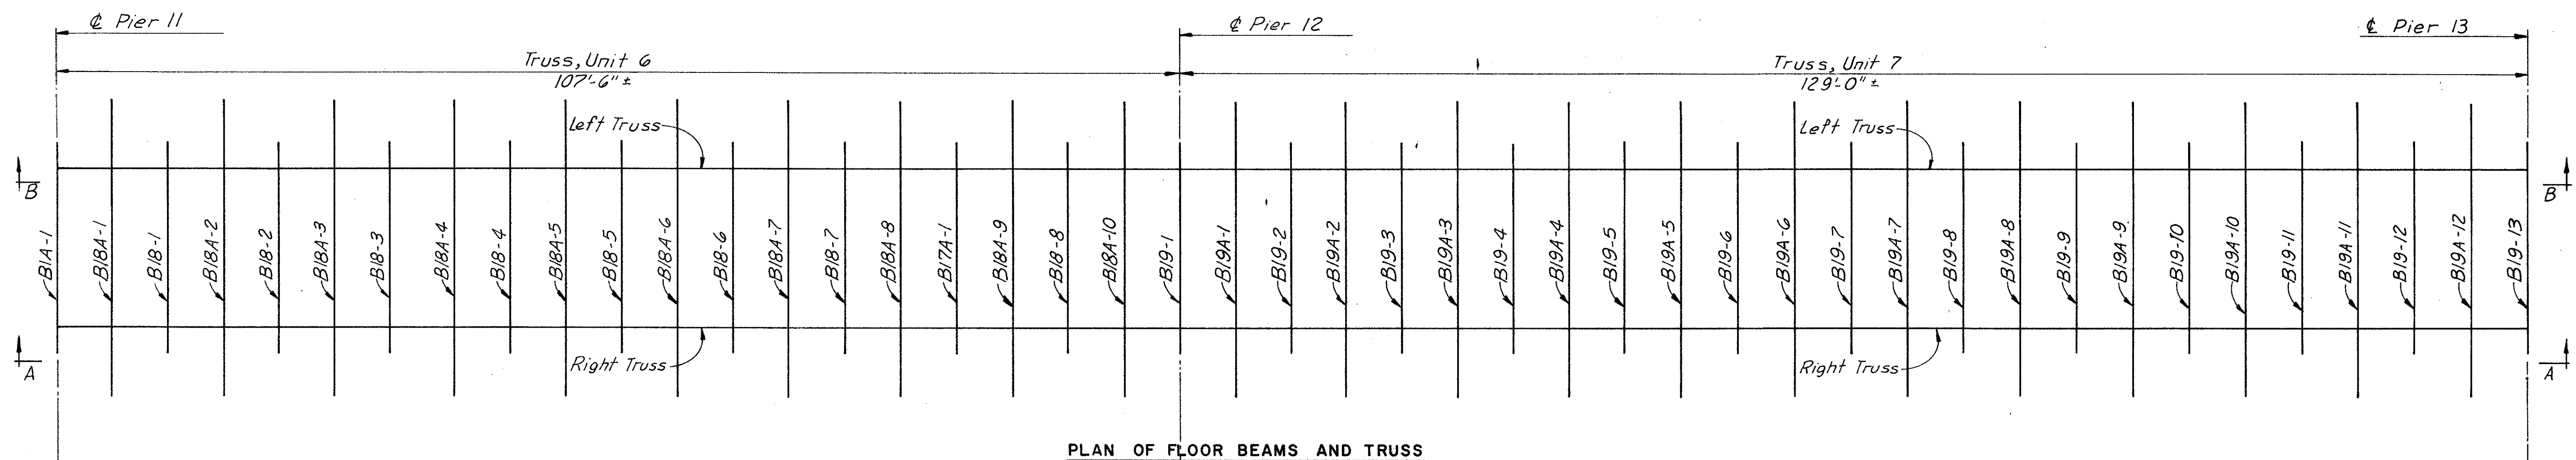 ℄ Pier 11
℄ Pier 12
℄ Pier 13
Truss, Unit 6
107'-6" ±
Truss, Unit 7
129'-0" ±
Left Truss
Left Truss
B
B
B1A-1
B18A-1
B18-1
B18A-2
B18-2
B18A-3
B18-3
B18A-4
B18-4
B18A-5
B18-5
B18A-6
B18-6
B18A-7
B18-7
B18A-8
B17A-1
B18A-9
B18-8
B18A-10
B19-1
B19A-1
B19-2
B19A-2
B19-3
B19A-3
B19-4
B19A-4
B19-5
B19A-5
B19-6
B19A-6
B19-7
B19A-7
B19-8
B19A-8
B19-9
B19A-9
B19-10
B19A-10
B19-11
B19A-11
B19-12
B19A-12
B19-13
A
Right Truss
Right Truss
A
PLAN OF FLOOR BEAMS AND TRUSS